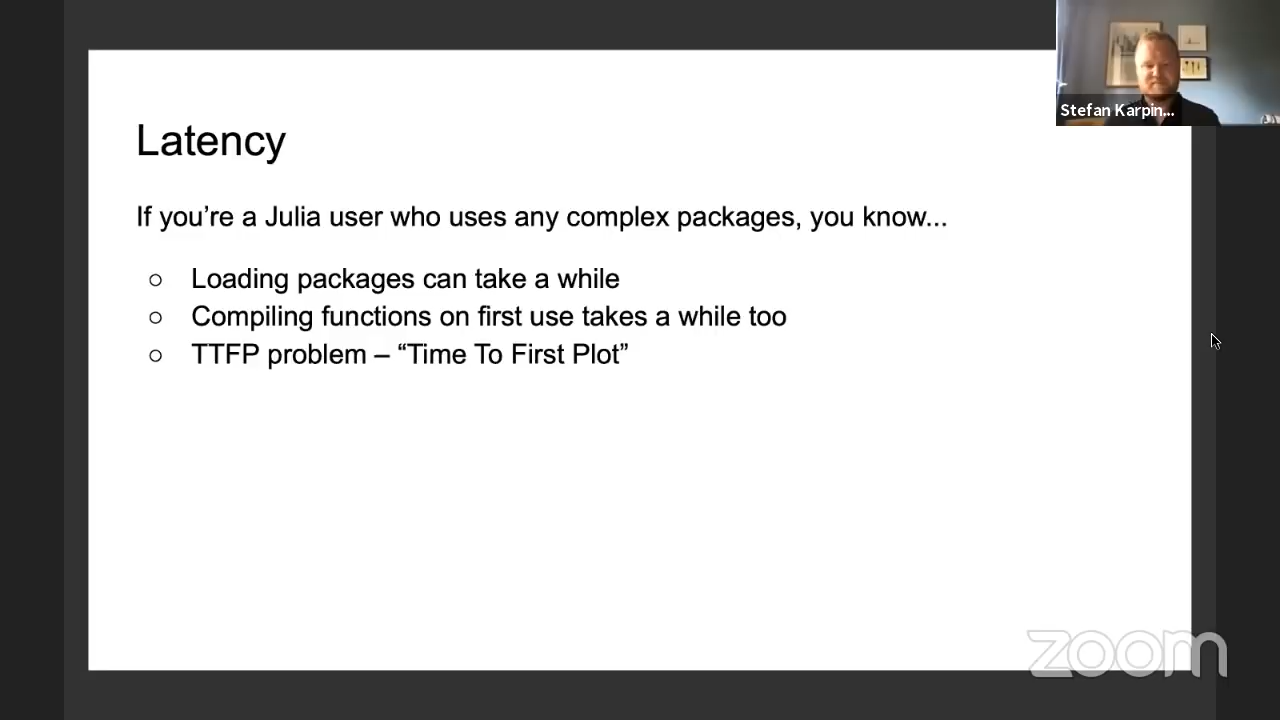 Stefan Karpin...
Latency
If you’re a Julia user who uses any complex packages, you know...
○ Loading packages can take a while
○ Compiling functions on first use takes a while too
○ TTFP problem – “Time To First Plot”
zoom